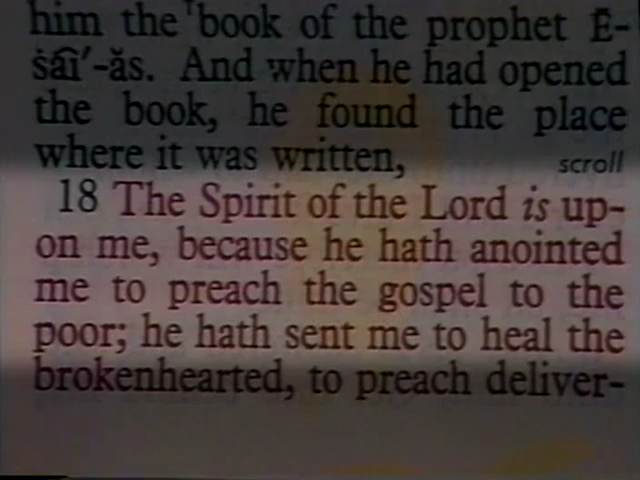 him the book of the prophet Ē-
ṡāī′-ăs. And when he had opened
the book, he found the place
where it was written, scroll
18 The Spirit of the Lord is up-
on me, because he hath anointed
me to preach the gospel to the
poor; he hath sent me to heal the
brokenhearted, to preach deliver-